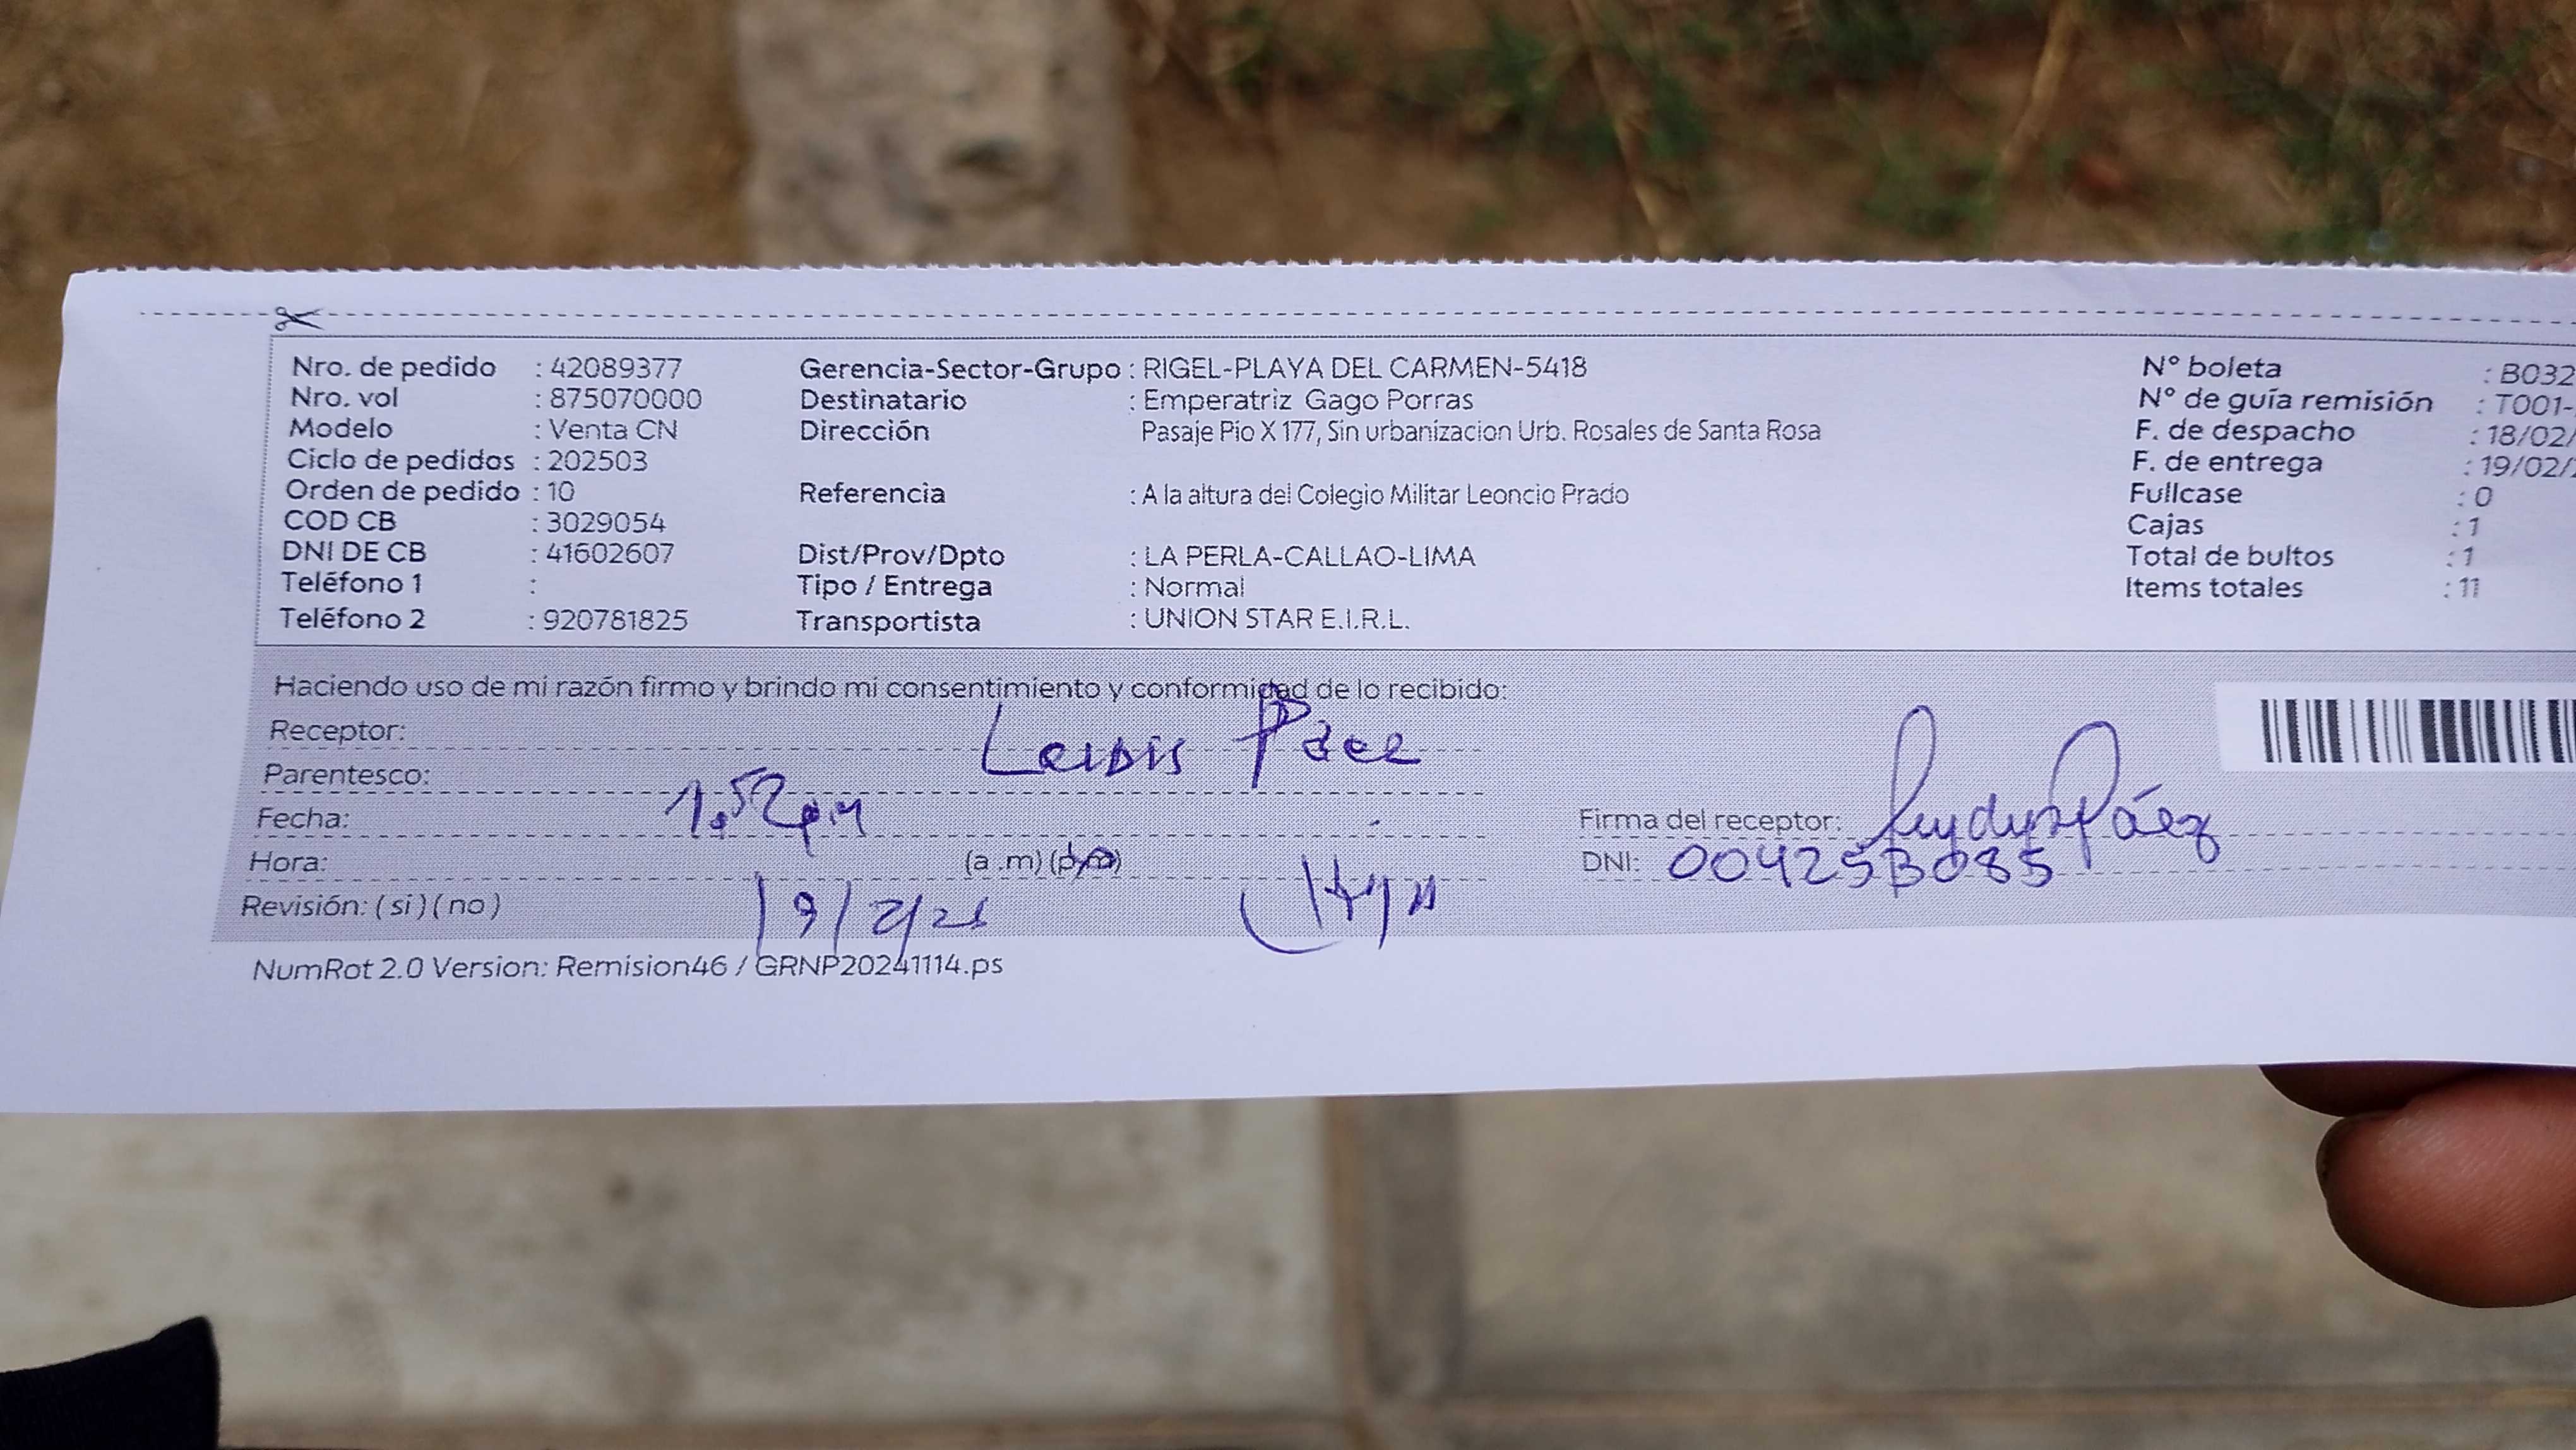 Nro. de pedido : 42089377 Gerencia-Sector-Grupo : RIGEL-PLAYA DEL CARMEN-5418 N° boleta : B032
Nro. vol : 875070000 Destinatario : Emperatriz Gago Porras N° de guía remisión : T001-
Modelo : Venta CN Dirección Pasaje Pio X 177, Sin urbanizacion Urb. Rosales de Santa Rosa F. de despacho : 18/02/
Ciclo de pedidos : 202503 F. de entrega : 19/02/
Orden de pedido : 10 Referencia : A la altura del Colegio Militar Leoncio Prado Fullcase : 0
COD CB : 3029054 Cajas : 1
DNI DE CB : 41602607 Dist/Prov/Dpto : LA PERLA-CALLAO-LIMA Total de bultos : 1
Teléfono 1 : Tipo / Entrega : Normal Items totales : 11
Teléfono 2 : 920781825 Transportista : UNION STAR E.I.R.L.
Haciendo uso de mi razón firmo y brindo mi consentimiento y conformidad de lo recibido:
Receptor: Páez
Parentesco:
Fecha: 1.52pm Firma del receptor: Páez
Hora: (a .m) (p.m) DNI: 004253085
Revisión: ( si ) ( no ) 19/2/25
NumRot 2.0 Version: Remision46 / GRNP20241114.ps